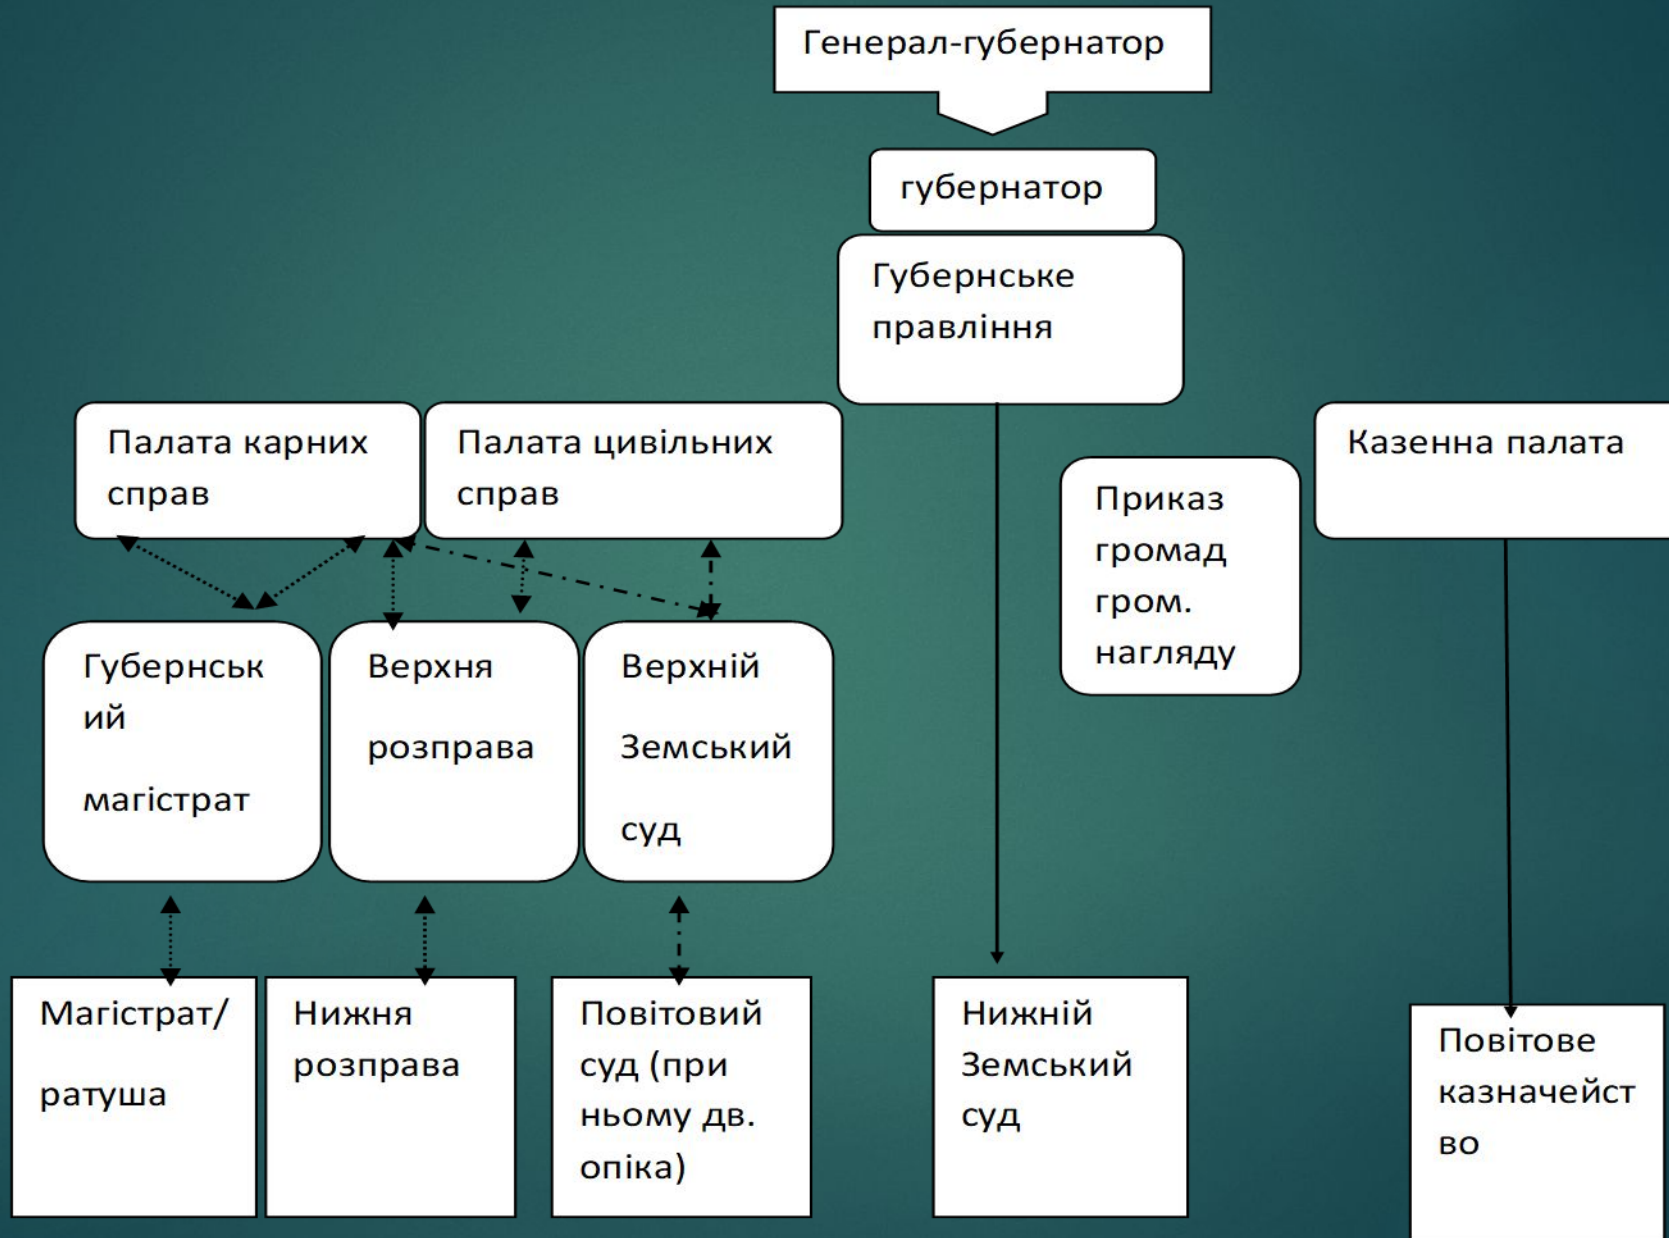 Генерал-губернатор
губернатор
Губернське
правління
Палата карних
справ
Палата цивільних
справ
Приказ
громад
гром.
нагляду
Казенна палата
Губернськ
ий
магістрат
Верхня
розправа
Верхній
Земський
суд
Магістрат/
ратуша
Нижня
розправа
Повітовий
суд (при
ньому дв.
опіка)
Нижній
Земський
суд
Повітове
казначейст
во